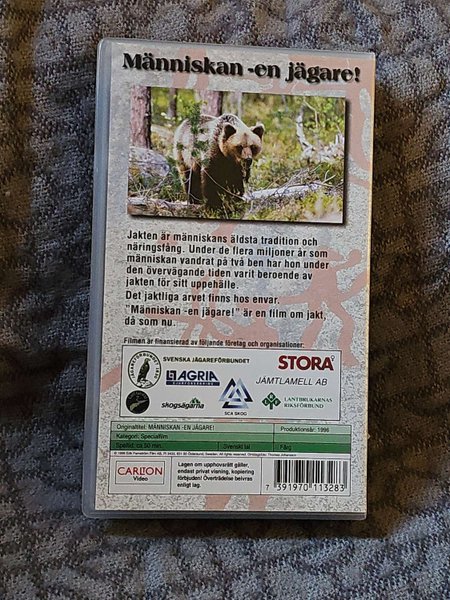 Människan -en jägare!
Jakten är människans äldsta tradition och
näringsfång. Under de flera miljoner år som
människan vandrat på två ben har hon under
den övervägande tiden varit beroende av
jakten för sitt uppehälle.
Det jaktliga arvet finns hos envar.
"Människan -en jägare!" är en film om jakt,
då som nu.
Filmen är finansierad av följande företag och organisationer:
SVENSKA JÄGAREFÖRBUNDET
STORA
AGRIA
DJURFÖRSÄKRING
JÄMTLAMELL AB
skogsägarna
SCA SKOG
LANTBRUKARNAS
RIKSFÖRBUND
Originaltitel: MÄNNISKAN -EN JÄGARE!
Produktionsår: 1996
Kategori: Specialfilm
Speltid: ca 50 min.
Svenskt tal
Färg
CARLTON
Video
Lagen om upphovsrätt gäller,
endast privat visning, kopiering
förbjuden! Överträdelse beivras
enligt lag.
7 391970 113283